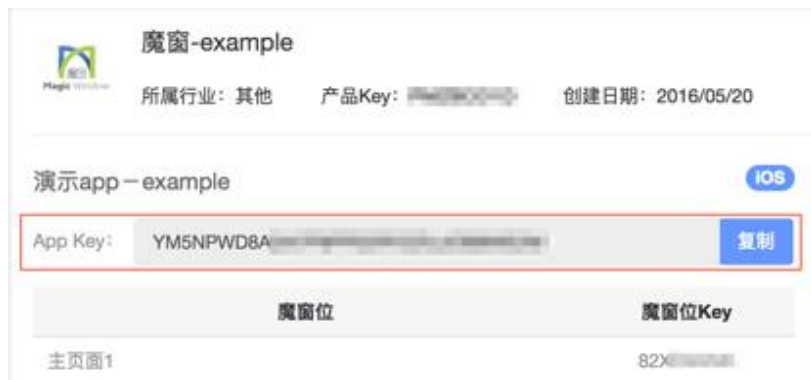 魔窗-example
魔窗
Magic Window
所属行业：其他 产品Key： 创建日期：2016/05/20
演示app－example iOS
App Key： YM5NPWD8A 复制
魔窗位 魔窗位Key
主页面1 82X